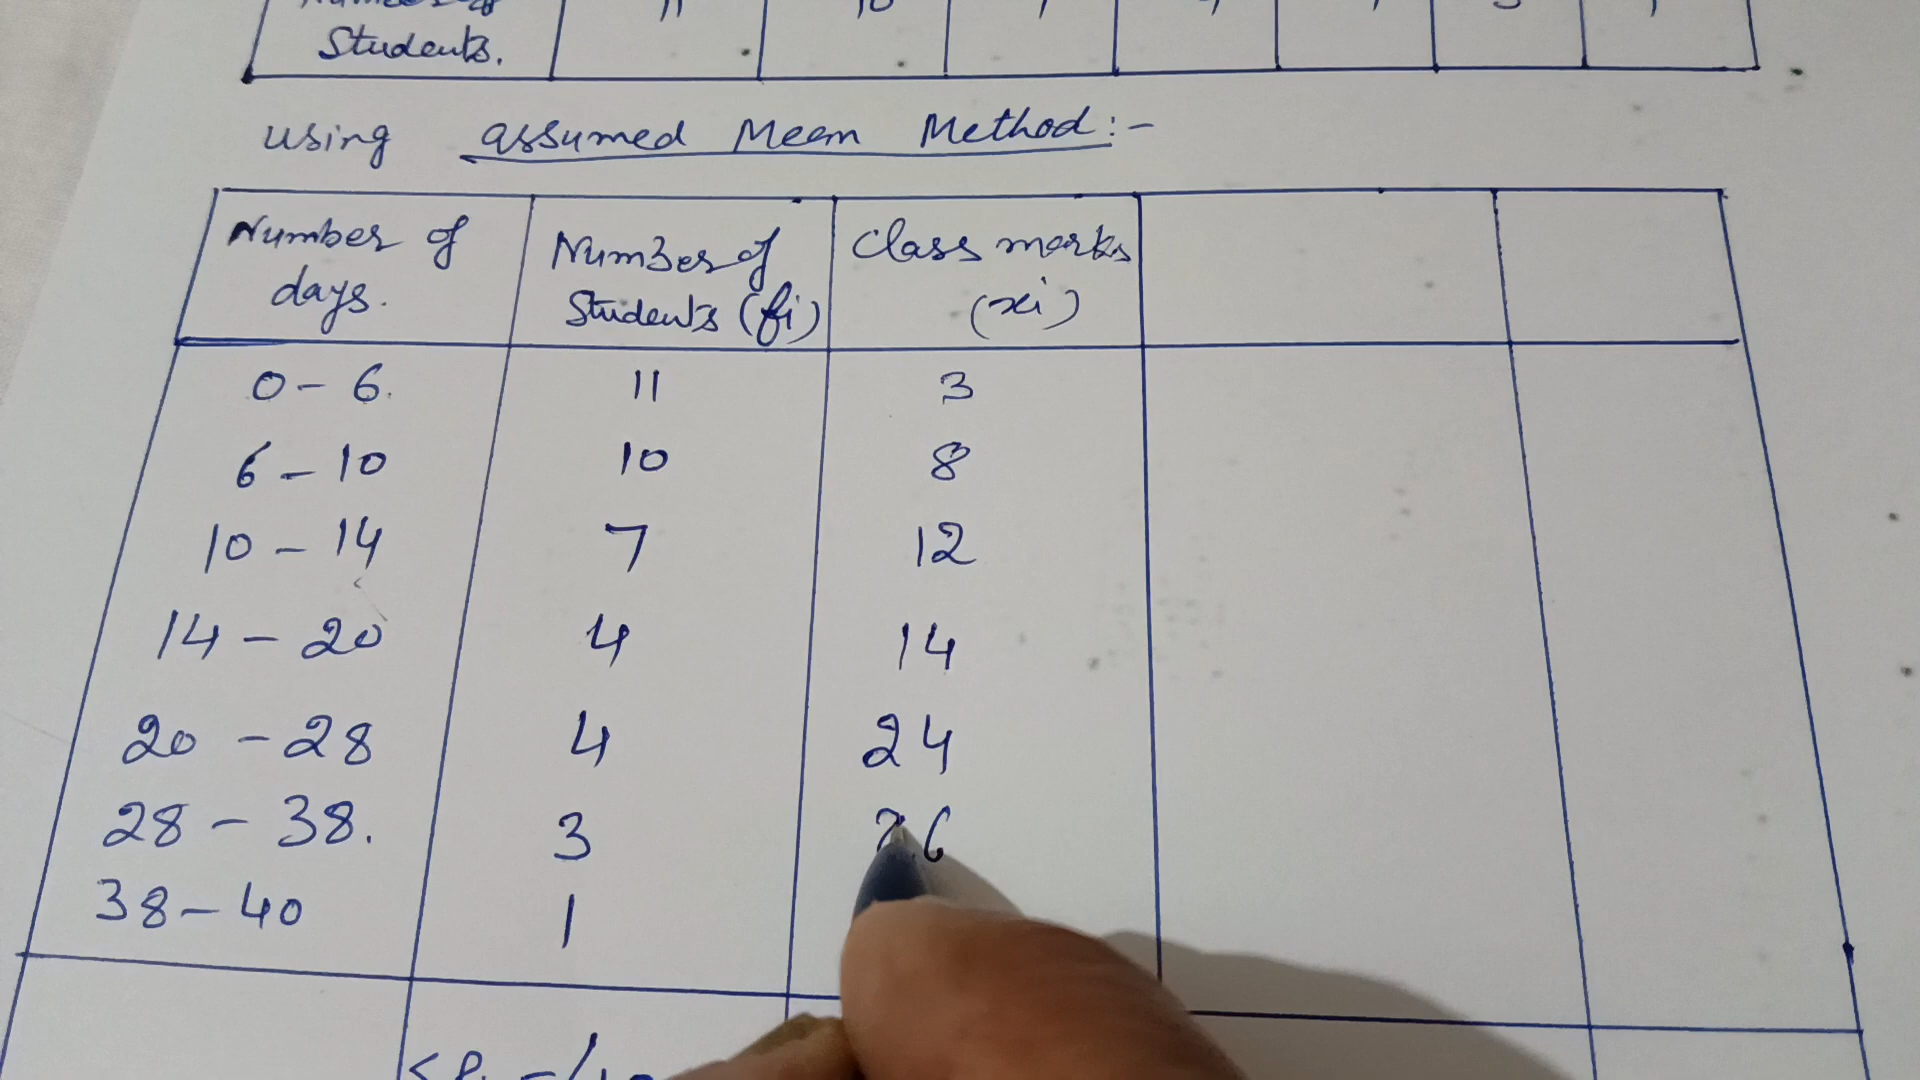 Students.
using assumed Mean Method:-
Number of days. Number of Students (fi) Class marks (xi)
0 - 6. 11 3
6 - 10 10 8
10 - 14 7 12
14 - 20 4 14
20 - 28 4 24
28 - 38. 3
38 - 40 1